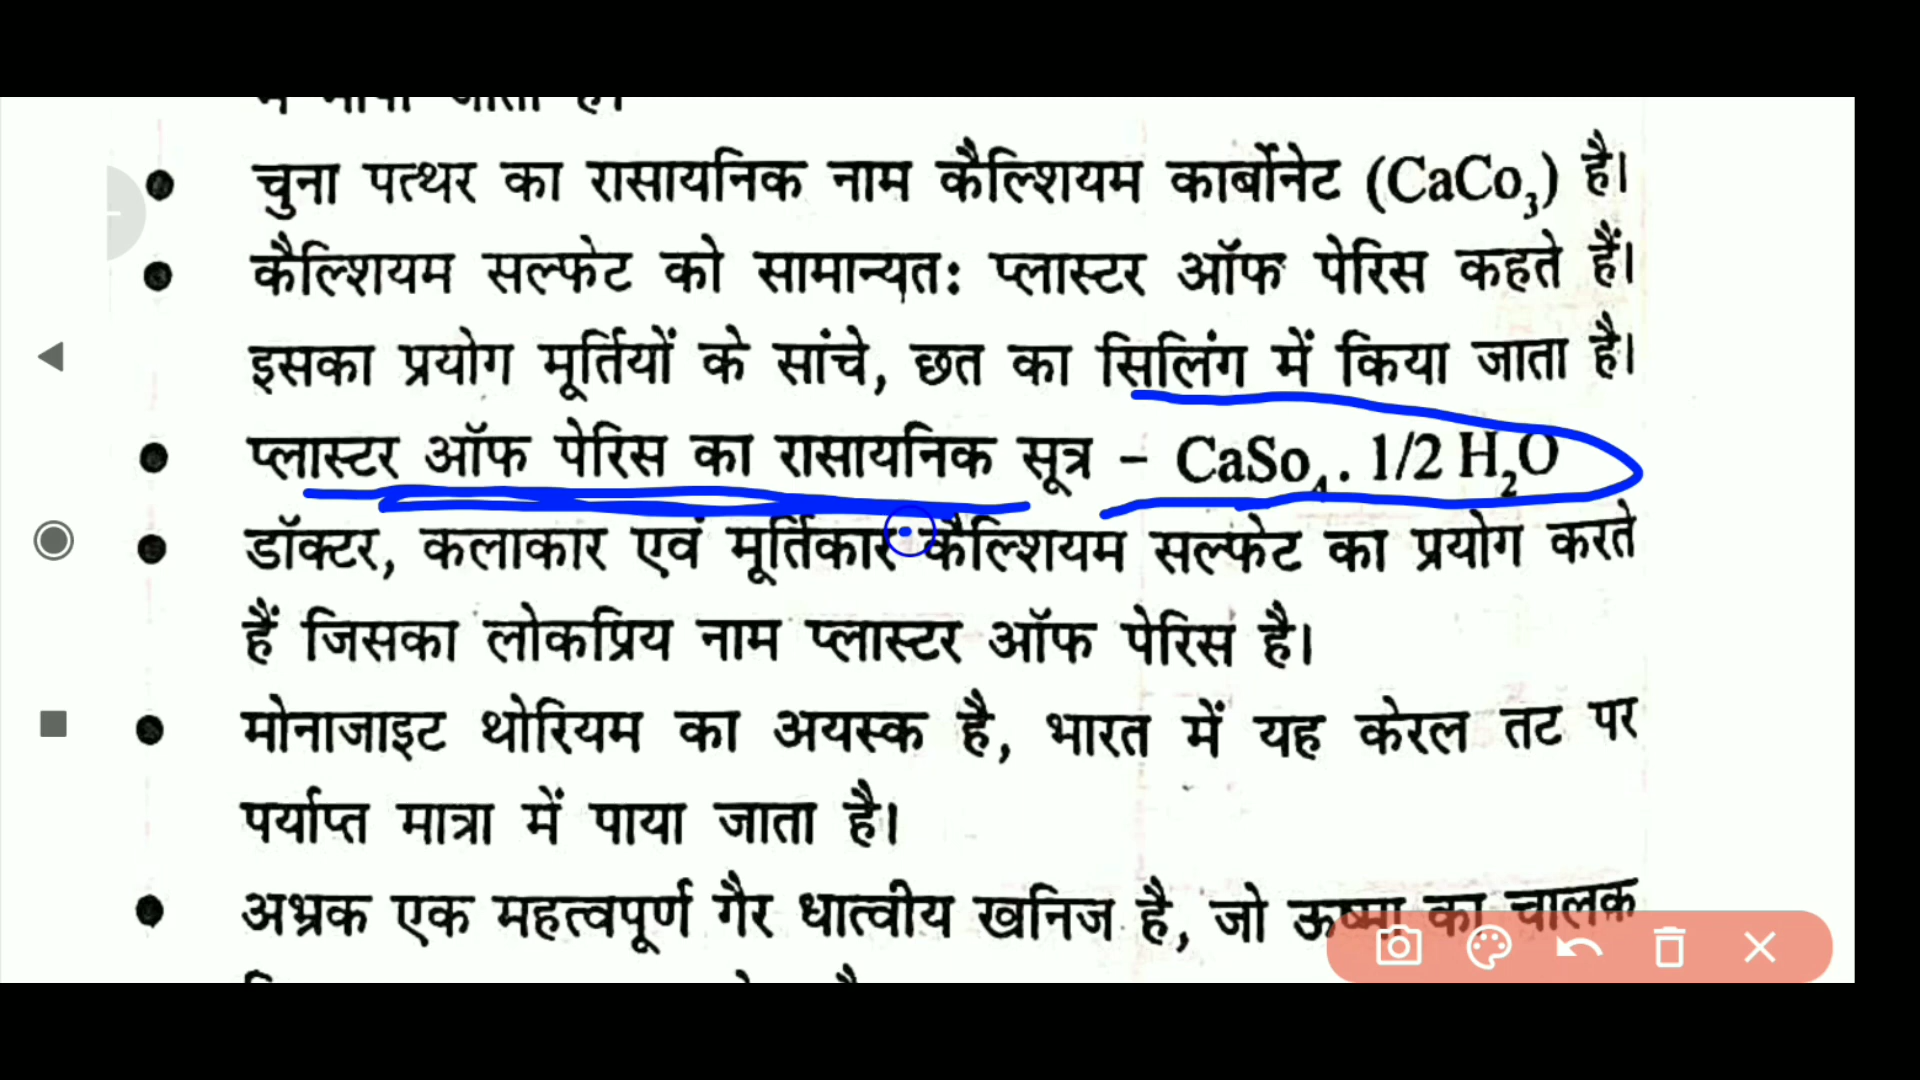 चुना पत्थर का रासायनिक नाम कैल्शियम कार्बोनेट (CaCo₃) है।
कैल्शियम सल्फेट को सामान्यतः प्लास्टर ऑफ पेरिस कहते हैं।
इसका प्रयोग मूर्तियों के सांचे, छत का सिलिंग में किया जाता है।
प्लास्टर ऑफ पेरिस का रासायनिक सूत्र – CaSo₄. 1/2 H₂O
डॉक्टर, कलाकार एवं मूर्तिकार कैल्शियम सल्फेट का प्रयोग करते
हैं जिसका लोकप्रिय नाम प्लास्टर ऑफ पेरिस है।
मोनाजाइट थोरियम का अयस्क है, भारत में यह केरल तट पर
पर्याप्त मात्रा में पाया जाता है।
अभ्रक एक महत्वपूर्ण गैर धात्वीय खनिज है, जो ऊष्मा का चालक